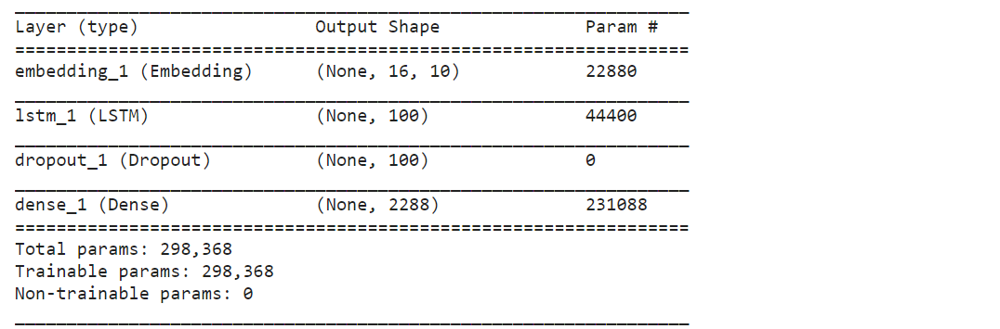 _________________________________________________________________
Layer (type)                 Output Shape              Param #
=================================================================
embedding_1 (Embedding)      (None, 16, 10)            22880
_________________________________________________________________
lstm_1 (LSTM)                (None, 100)               44400
_________________________________________________________________
dropout_1 (Dropout)          (None, 100)               0
_________________________________________________________________
dense_1 (Dense)              (None, 2288)              231088
=================================================================
Total params: 298,368
Trainable params: 298,368
Non-trainable params: 0
_________________________________________________________________